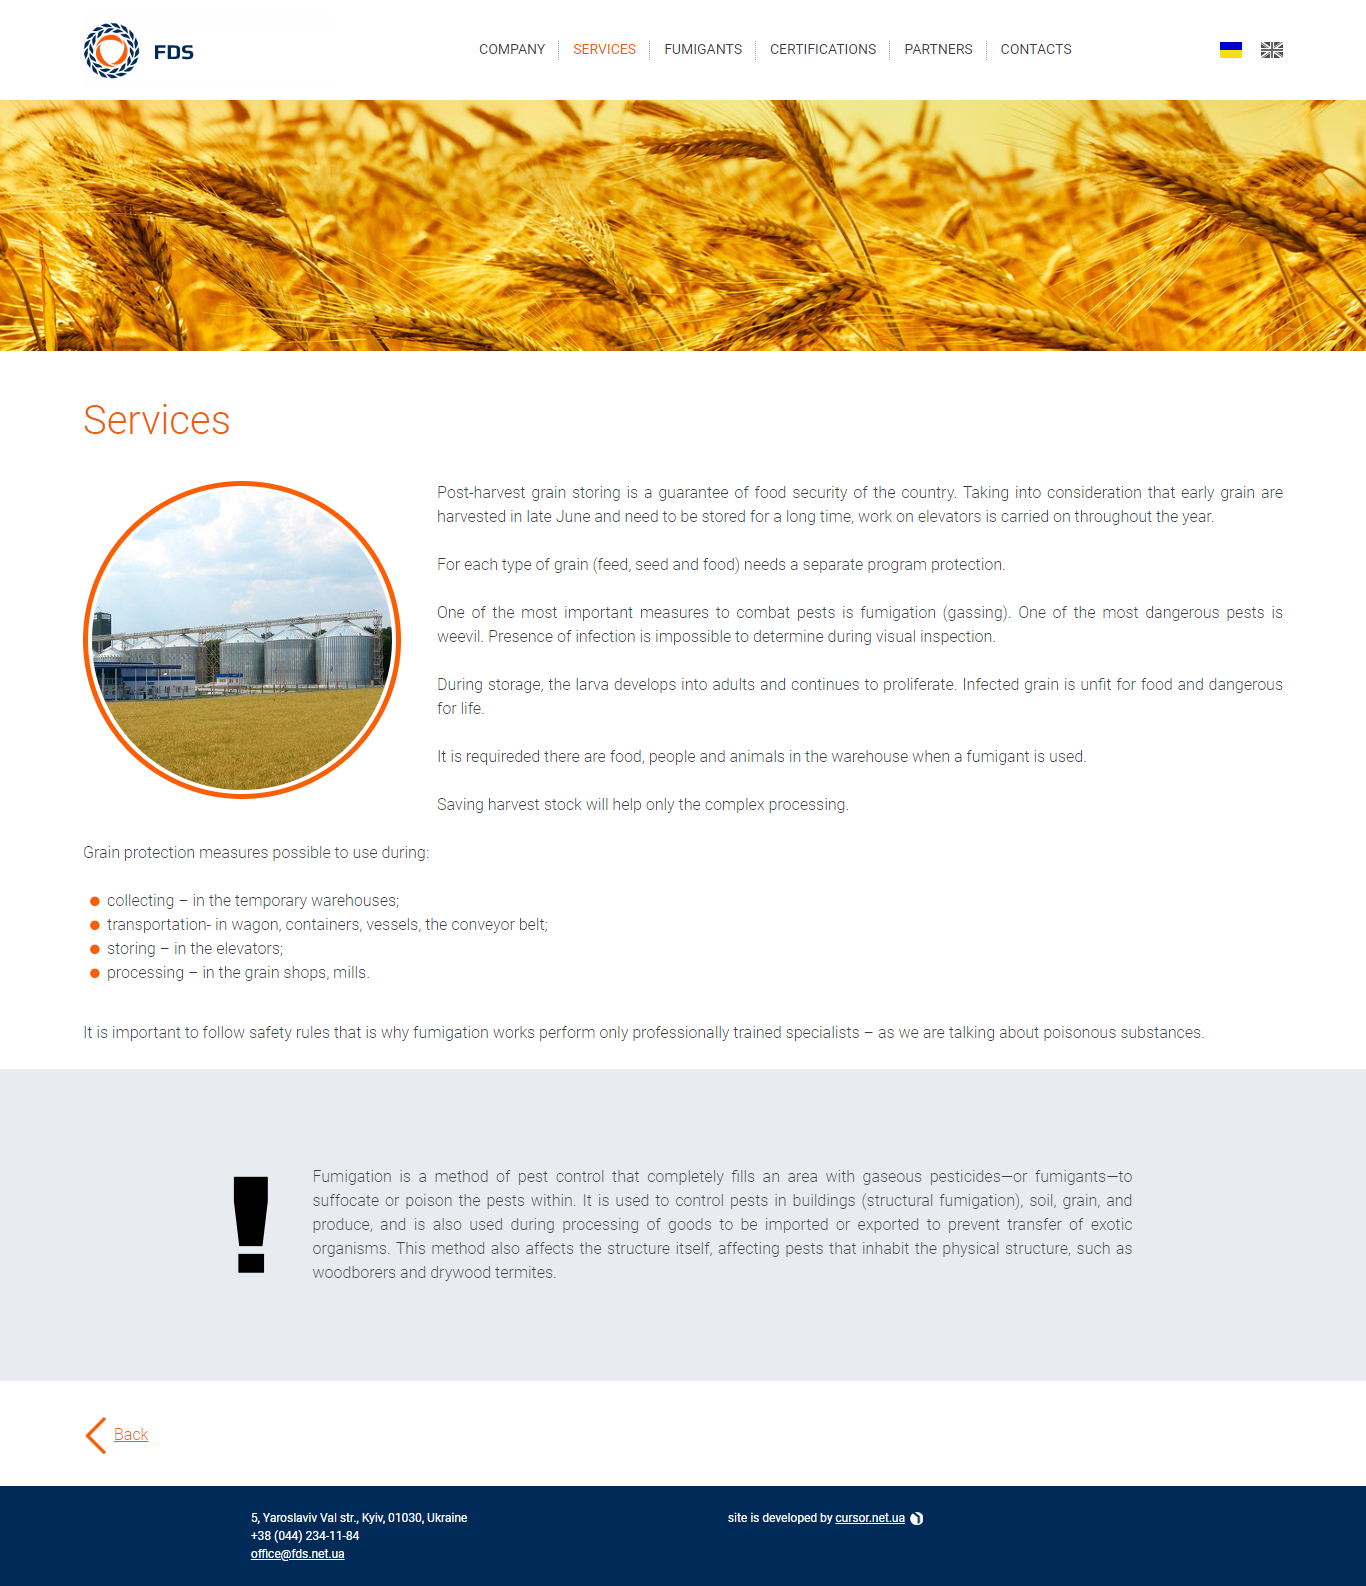 FDS
COMPANY
SERVICES
FUMIGANTS
CERTIFICATIONS
PARTNERS
CONTACTS
Services
Post-harvest grain storing is a guarantee of food security of the country. Taking into consideration that early grain are
harvested in late June and need to be stored for a long time, work on elevators is carried on throughout the year.
For each type of grain (feed, seed and food) needs a separate program protection.
One of the most important measures to combat pests is fumigation (gassing). One of the most dangerous pests is
weevil. Presence of infection is impossible to determine during visual inspection.
During storage, the larva develops into adults and continues to proliferate. Infected grain is unfit for food and dangerous
for life.
It is requireded there are food, people and animals in the warehouse when a fumigant is used.
Saving harvest stock will help only the complex processing.
Grain protection measures possible to use during:
collecting – in the temporary warehouses;
transportation- in wagon, containers, vessels, the conveyor belt;
storing – in the elevators;
processing – in the grain shops, mills.
It is important to follow safety rules that is why fumigation works perform only professionally trained specialists – as we are talking about poisonous substances.
!
Fumigation is a method of pest control that completely fills an area with gaseous pesticides—or fumigants—to
suffocate or poison the pests within. It is used to control pests in buildings (structural fumigation), soil, grain, and
produce, and is also used during processing of goods to be imported or exported to prevent transfer of exotic
organisms. This method also affects the structure itself, affecting pests that inhabit the physical structure, such as
woodborers and drywood termites.
Back
5, Yaroslaviv Val str., Kyiv, 01030, Ukraine
+38 (044) 234-11-84
office@fds.net.ua
site is developed by cursor.net.ua